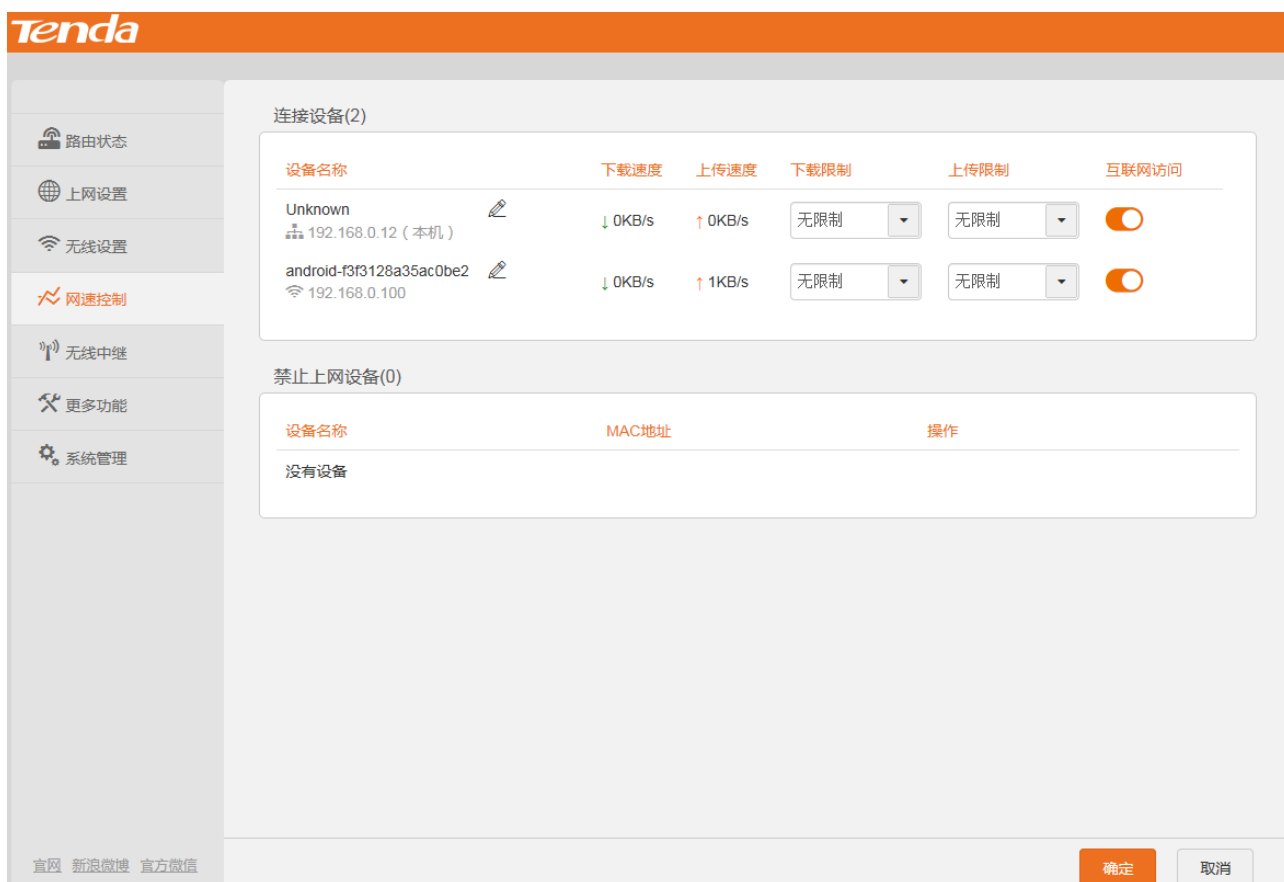 Tenda
路由状态
上网设置
无线设置
网速控制
无线中继
更多功能
系统管理
官网 新浪微博 官方微信
连接设备(2)
设备名称 下载速度 上传速度 下载限制 上传限制 互联网访问
Unknown
192.168.0.12 ( 本机 )
↓ 0KB/s ↑ 0KB/s 无限制 无限制
android-f3f3128a35ac0be2
192.168.0.100
↓ 0KB/s ↑ 1KB/s 无限制 无限制
禁止上网设备(0)
设备名称 MAC地址 操作
没有设备
确定 取消